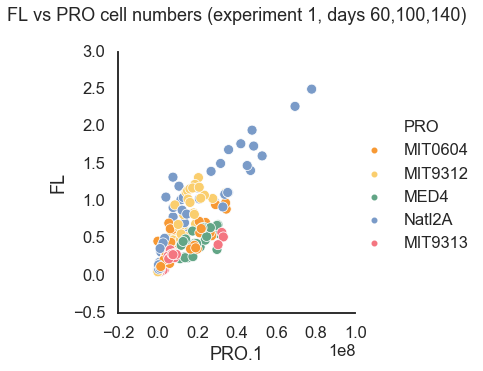 FL vs PRO cell numbers (experiment 1, days 60,100,140)
3.0
2.5
2.0
1.5
1.0
0.5
0.0
−0.5
FL
−0.2 0.0 0.2 0.4 0.6 0.8 1.0
1e8
PRO.1
PRO
MIT0604
MIT9312
MED4
Natl2A
MIT9313